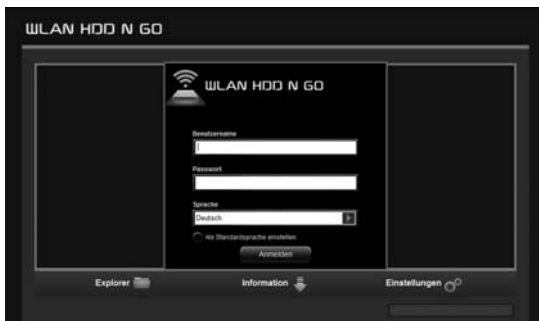 WLAN HDD N GO
WLAN HDD N GO
Benutzername
Passwort
Sprache
Deutsch
Als Standardsprache einstellen
Anmelden
Explorer
Information
Einstellungen